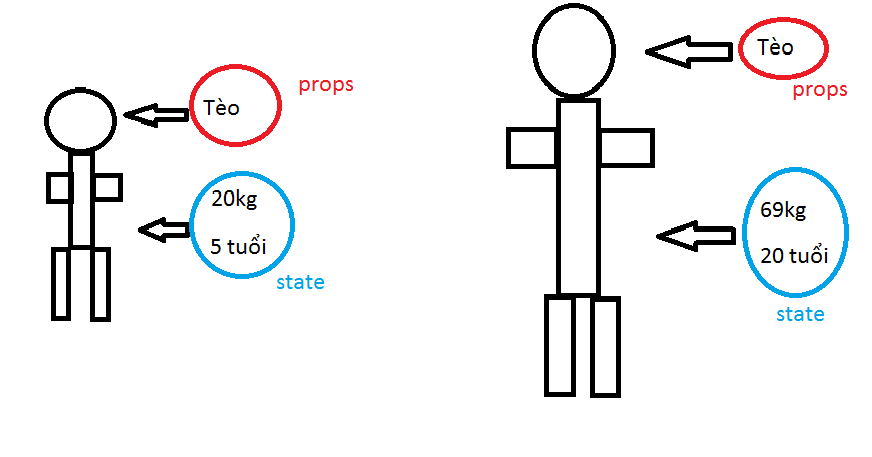 props
Tèo
20kg
5 tuổi
state
Tèo
props
69kg
20 tuổi
state